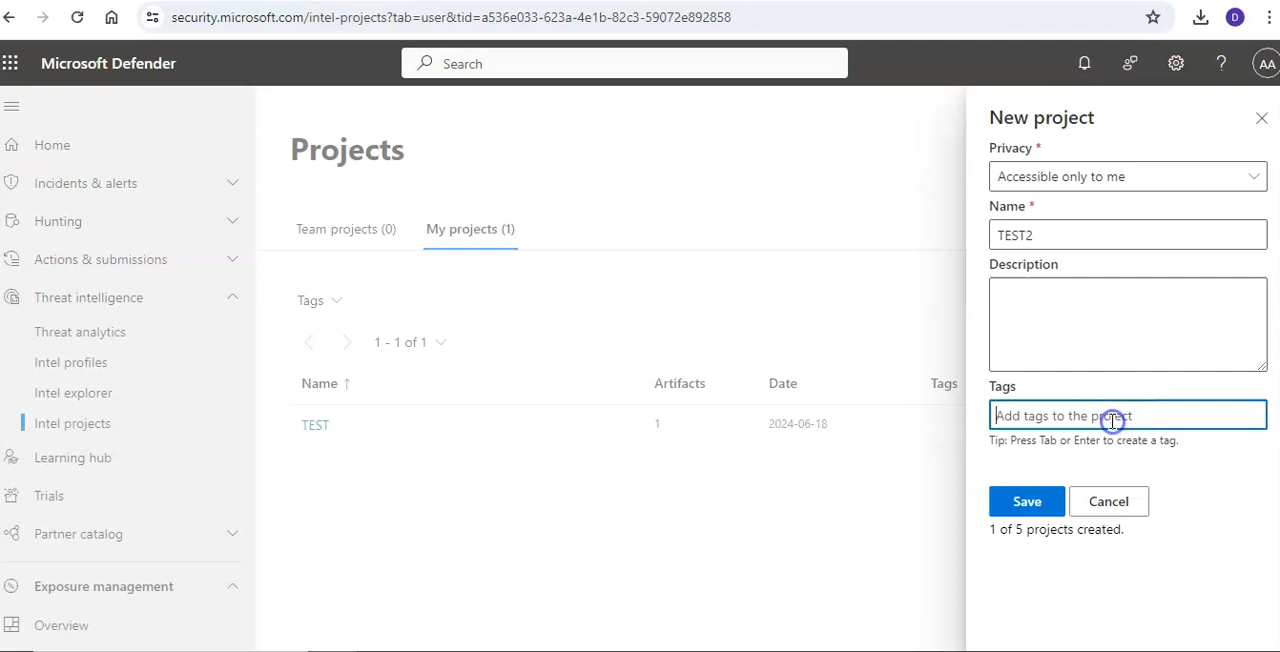 security.microsoft.com/intel-projects?tab=user&tid=a536e033-623a-4e1b-82c3-59072e892858
D
Microsoft Defender
Search
?
AA
Home
Incidents & alerts
Hunting
Actions & submissions
Threat intelligence
Threat analytics
Intel profiles
Intel explorer
Intel projects
Learning hub
Trials
Partner catalog
Exposure management
Overview
Projects
Team projects (0)
My projects (1)
Tags
1 - 1 of 1
Name ↑
Artifacts
Date
Tags
TEST
1
2024-06-18
New project
Privacy *
Accessible only to me
Name *
TEST2
Description
Tags
Add tags to the project
Tip: Press Tab or Enter to create a tag.
Save
Cancel
1 of 5 projects created.